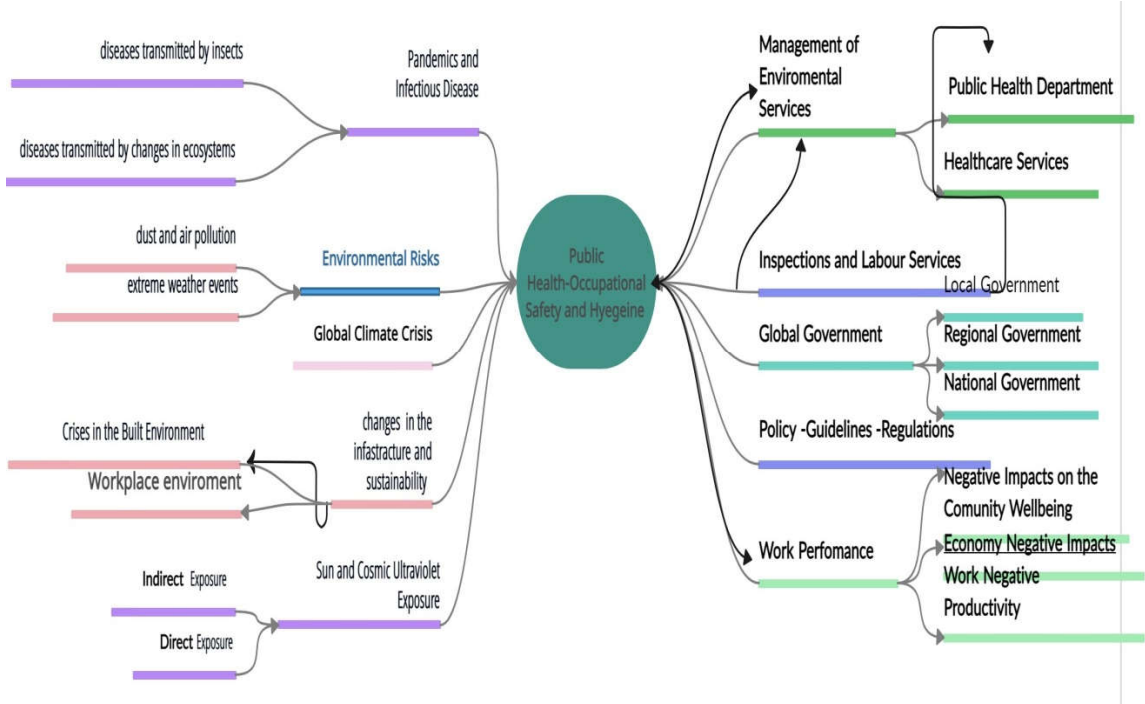 diseases transmitted by insects
Pandemics and
Infectious Disease
diseases transmitted by changes in ecosystems
dust and air pollution
extreme weather events
Environmental Risks
Global Climate Crisis
Crises in the Built Environment
Workplace enviroment
changes in the
infastracture and
sustainability
Indirect Exposure
Direct Exposure
Sun and Cosmic Ultraviolet
Exposure
Public
Health-Occupational
Safety and Hyegeine
Management of
Enviromental
Services
Public Health Department
Healthcare Services
Inspections and Labour Services
Local Government
Global Government
Regional Government
National Government
Policy -Guidelines -Regulations
Negative Impacts on the
Comunity Wellbeing
Work Perfomance
Economy Negative Impacts
Work Negative
Productivity